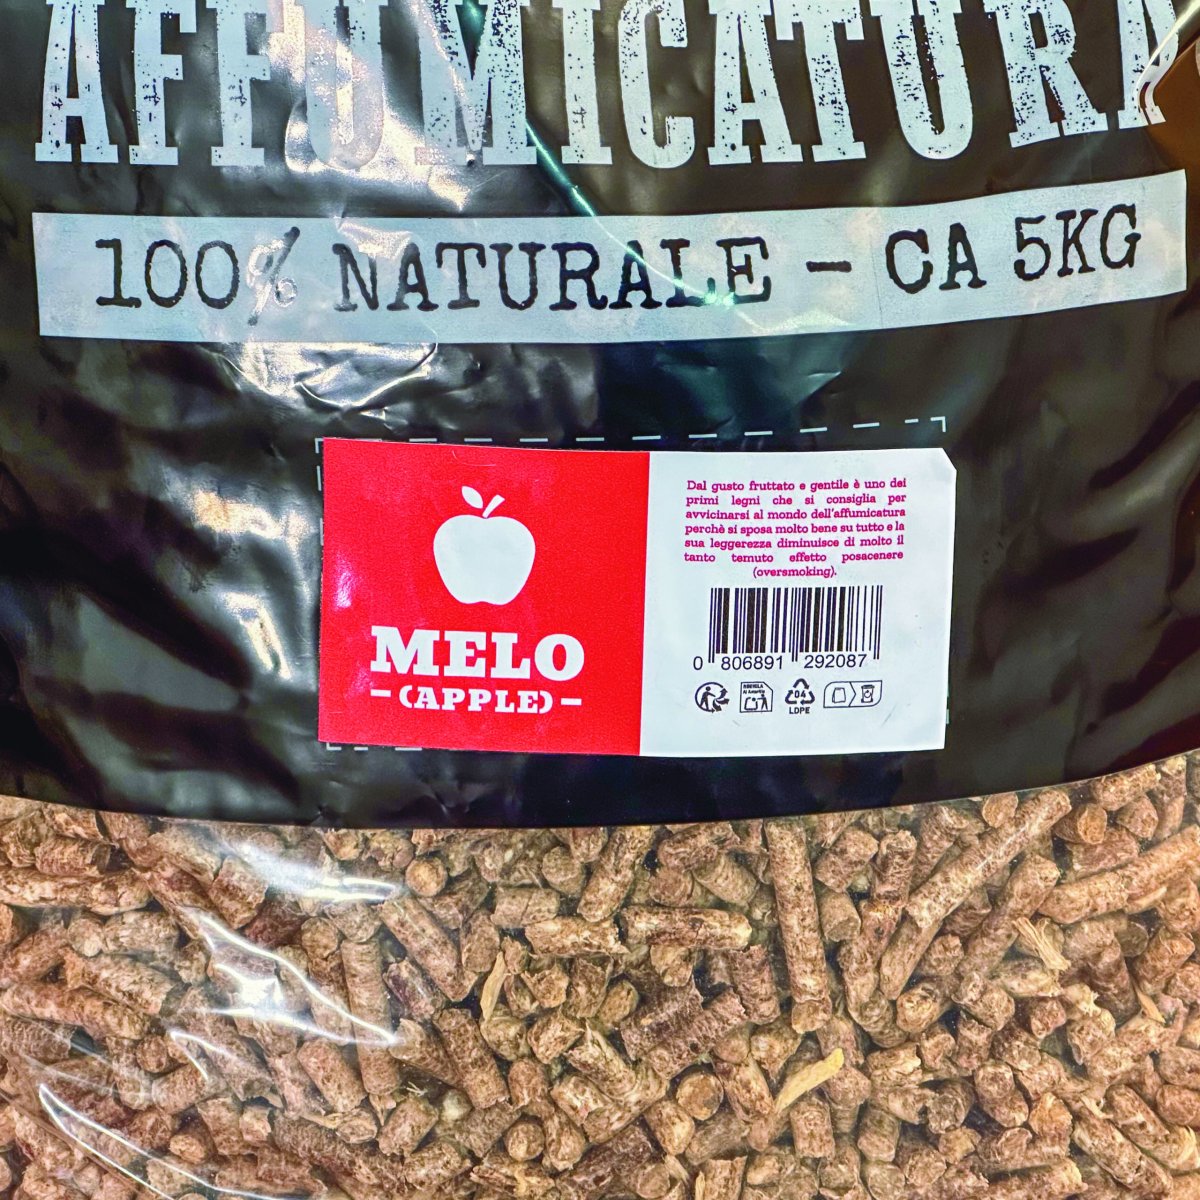 AFFUMICATURA
100% NATURALE - CA 5KG
MELO
-(APPLE)-
Dal gusto fruttato e gentile è uno dei
primi legni che si consiglia per
avvicinarsi al mondo dell'affumicatura
perchè si sposa molto bene su tutto e la
sua leggerezza diminuisce di molto il
tanto temuto effetto posacenere
(oversmoking).
0 806891 292087
04
LDPE